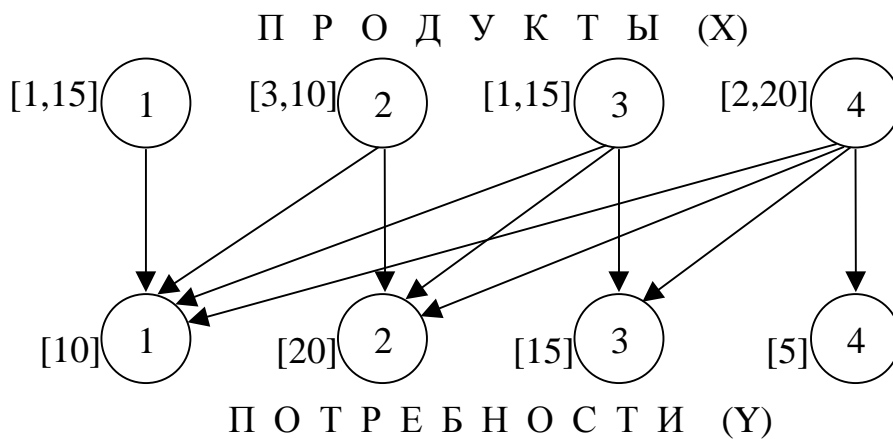 П Р О Д У К Т Ы (X)
[1,15] 1 [3,10] 2 [1,15] 3 [2,20] 4
[10] 1 [20] 2 [15] 3 [5] 4
П О Т Р Е Б Н О С Т И (Y)